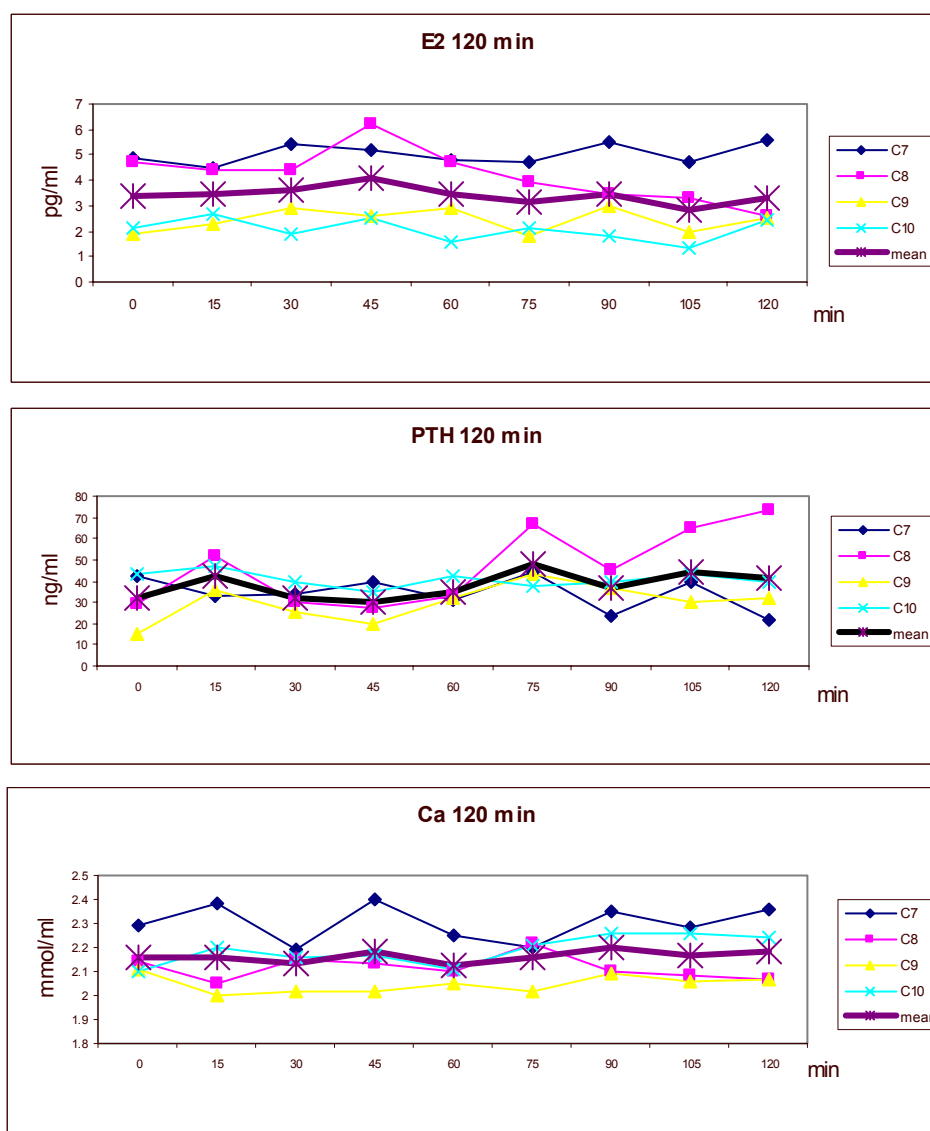 E2 120 min
7
6
5
4
3
2
1
0
pg/ml
0 15 30 45 60 75 90 105 120
min
C7
C8
C9
C10
mean
PTH 120 min
80
70
60
50
40
30
20
10
0
ng/ml
0 15 30 45 60 75 90 105 120
min
C7
C8
C9
C10
mean
Ca 120 min
2.5
2.4
2.3
2.2
2.1
2
1.9
1.8
mmol/ml
0 15 30 45 60 75 90 105 120
min
C7
C8
C9
C10
mean